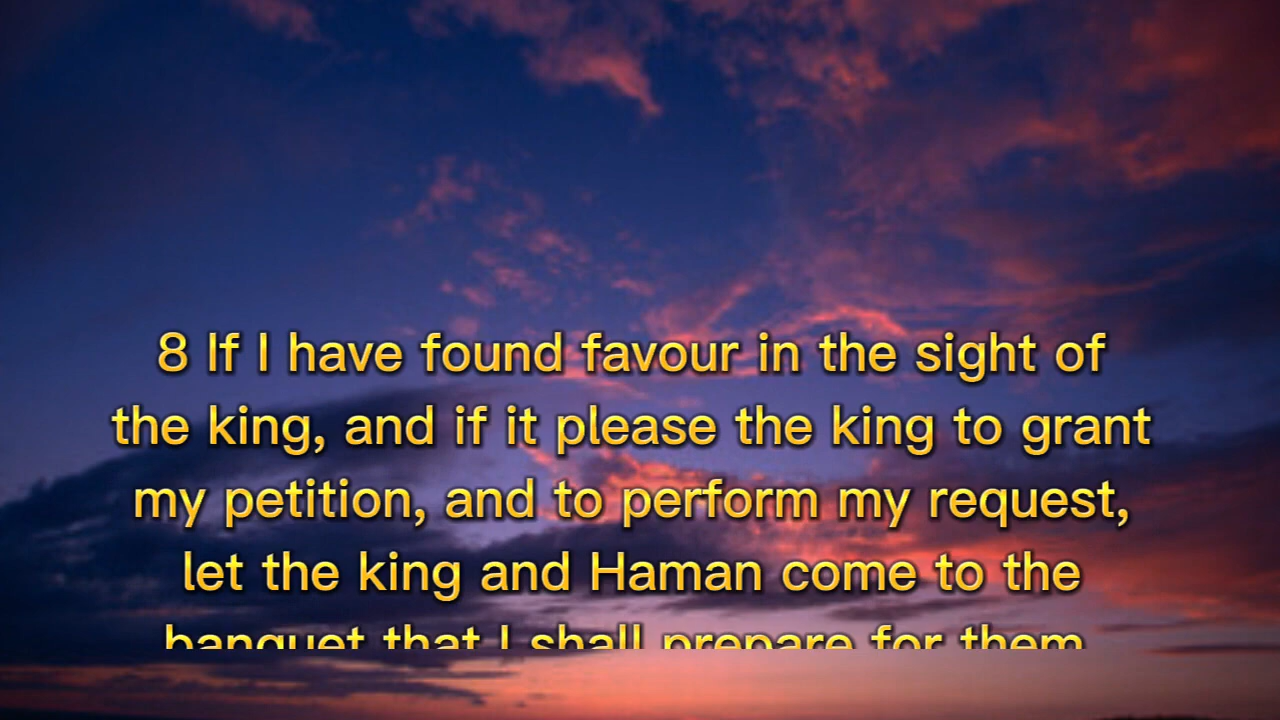 8 If I have found favour in the sight of
the king, and if it please the king to grant
my petition, and to perform my request,
let the king and Haman come to the
banquet that I shall prepare for them